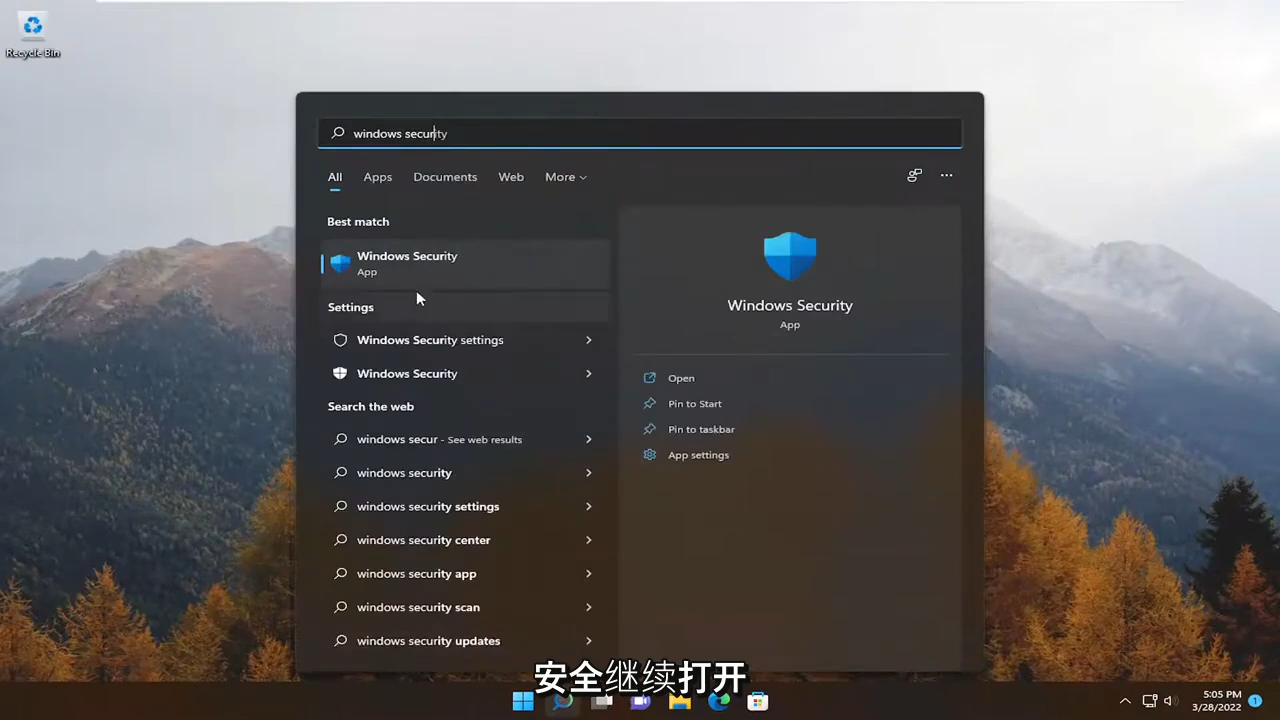 Recycle Bin
windows security
All Apps Documents Web More
Best match
Windows Security
App
Settings
Windows Security settings
Windows Security
Search the web
windows secur - See web results
windows security
windows security settings
windows security center
windows security app
windows security scan
windows security updates
Windows Security
App
Open
Pin to Start
Pin to taskbar
App settings
安全继续打开
5:05 PM
3/28/2022
1